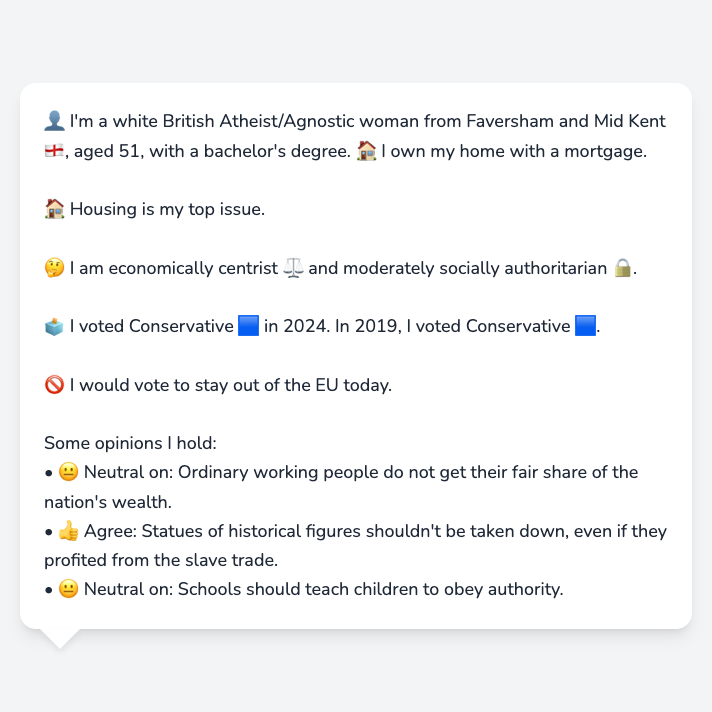 👤 I'm a white British Atheist/Agnostic woman from Faversham and Mid Kent
🏴󠁧󠁢󠁥󠁮󠁧󠁿, aged 51, with a bachelor's degree. 🏠 I own my home with a mortgage.
🏠 Housing is my top issue.
🤔 I am economically centrist ⚖️ and moderately socially authoritarian 🔒.
🗳️ I voted Conservative 🟦 in 2024. In 2019, I voted Conservative 🟦.
🚫 I would vote to stay out of the EU today.
Some opinions I hold:
• 😐 Neutral on: Ordinary working people do not get their fair share of the
nation's wealth.
• 👍 Agree: Statues of historical figures shouldn't be taken down, even if they
profited from the slave trade.
• 😐 Neutral on: Schools should teach children to obey authority.